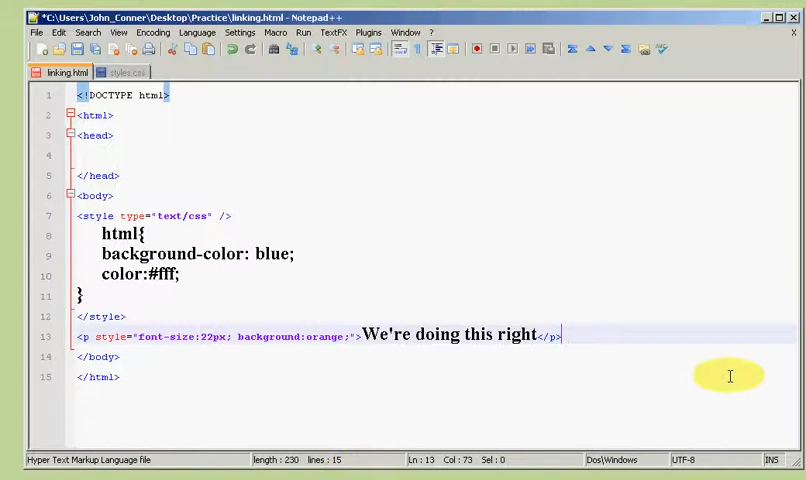 *C:\Users\John_Conner\Desktop\Practice\linking.html - Notepad++
File Edit Search View Encoding Language Settings Macro Run TextFX Plugins Window ? X
linking.html styles.css
1 <!DOCTYPE html>
2 <html>
3 <head>
4
5 </head>
6 <body>
7 <style type="text/css" />
8 html{
9 background-color: blue;
10 color:#fff;
11 }
12 </style>
13 <p style="font-size:22px; background:orange;">We're doing this right</p>
14 </body>
15 </html>
Hyper Text Markup Language file length : 230 lines : 15 Ln : 13 Col : 73 Sel : 0 Dos\Windows UTF-8 INS